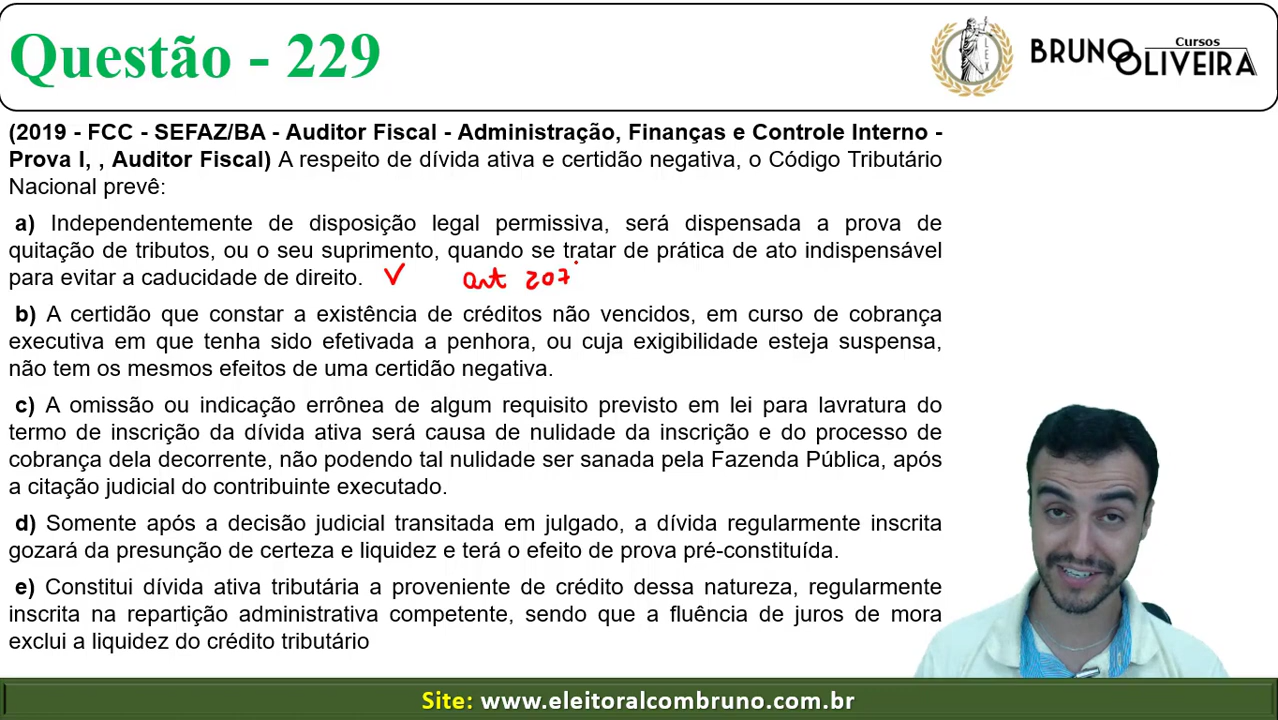 Questão - 229
Cursos
BRUNO
OLIVEIRA
LEX
(2019 - FCC - SEFAZ/BA - Auditor Fiscal - Administração, Finanças e Controle Interno -
Prova I, , Auditor Fiscal) A respeito de dívida ativa e certidão negativa, o Código Tributário
Nacional prevê:
a) Independentemente de disposição legal permissiva, será dispensada a prova de
quitação de tributos, ou o seu suprimento, quando se tratar de prática de ato indispensável
para evitar a caducidade de direito. V art 207
b) A certidão que constar a existência de créditos não vencidos, em curso de cobrança
executiva em que tenha sido efetivada a penhora, ou cuja exigibilidade esteja suspensa,
não tem os mesmos efeitos de uma certidão negativa.
c) A omissão ou indicação errônea de algum requisito previsto em lei para lavratura do
termo de inscrição da dívida ativa será causa de nulidade da inscrição e do processo de
cobrança dela decorrente, não podendo tal nulidade ser sanada pela Fazenda Pública, após
a citação judicial do contribuinte executado.
d) Somente após a decisão judicial transitada em julgado, a dívida regularmente inscrita
gozará da presunção de certeza e liquidez e terá o efeito de prova pré-constituída.
e) Constitui dívida ativa tributária a proveniente de crédito dessa natureza, regularmente
inscrita na repartição administrativa competente, sendo que a fluência de juros de mora
exclui a liquidez do crédito tributário
Site: www.eleitoralcombruno.com.br